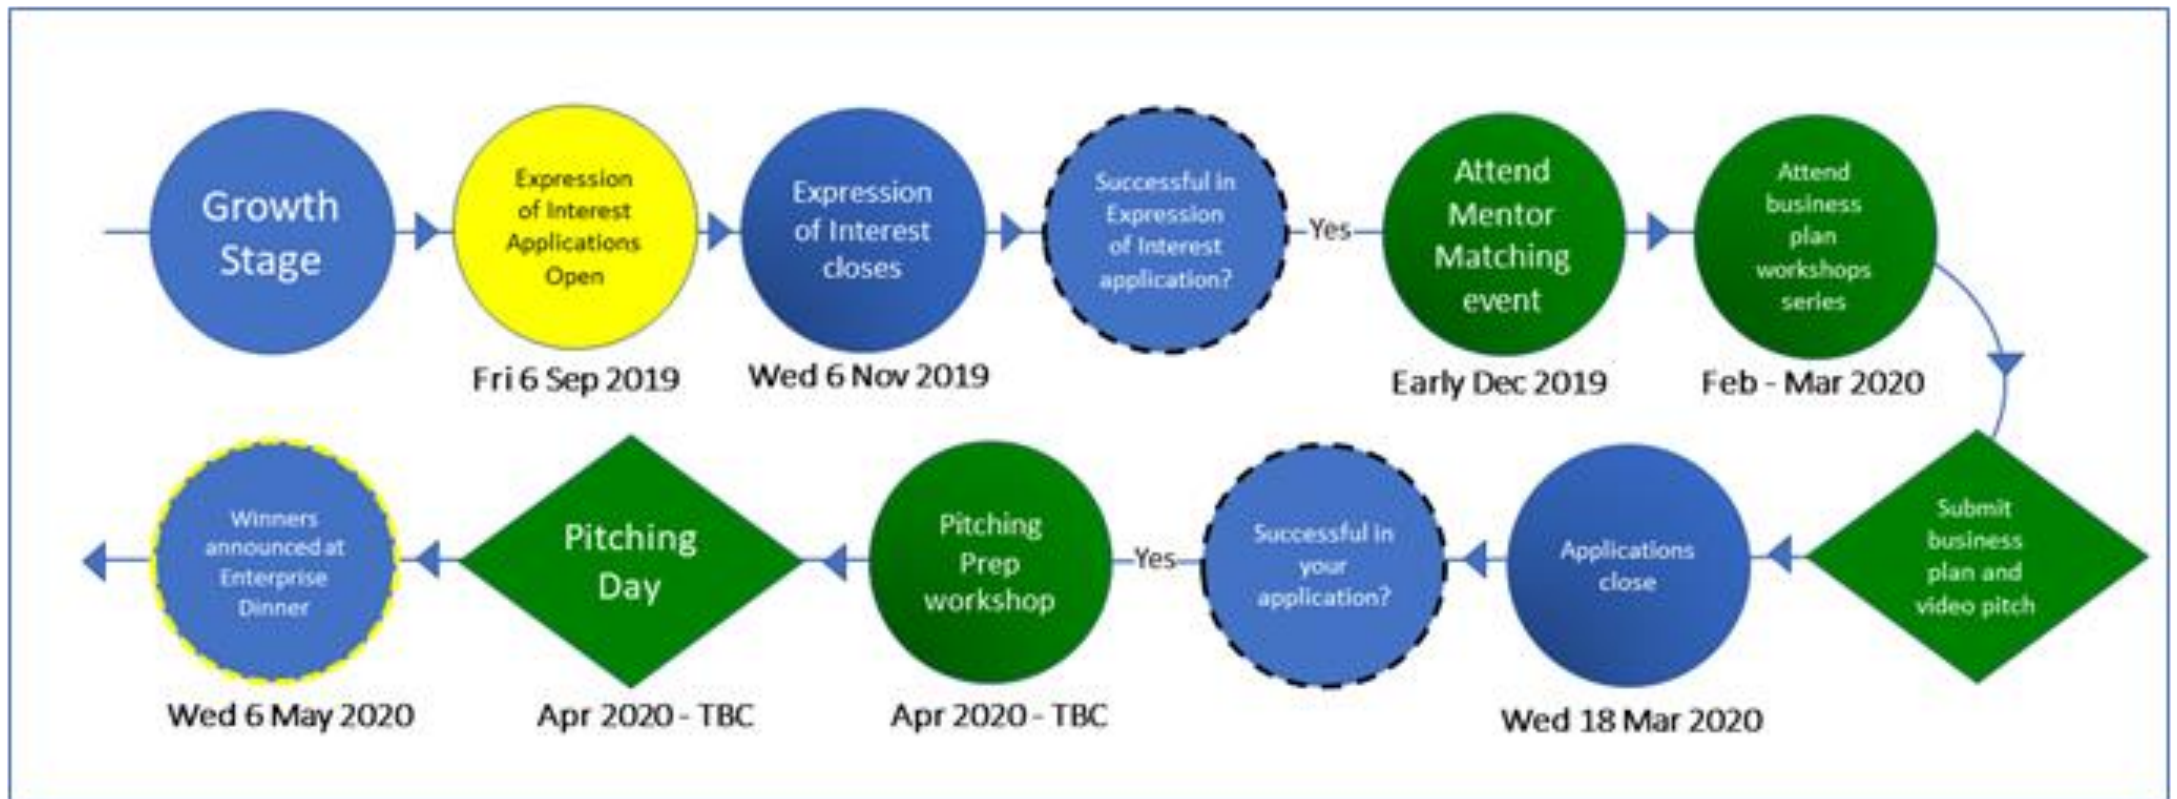 Growth
Stage
Expression
of Interest
Applications
Open
Fri 6 Sep 2019
Expression
of Interest
closes
Wed 6 Nov 2019
Successful in
Expression
of Interest
application?
Yes
Attend
Mentor
Matching
event
Early Dec 2019
Attend
business
plan
workshops
series
Feb - Mar 2020
Submit
business
plan and
video pitch
Applications
close
Wed 18 Mar 2020
Successful in
your
application?
Yes
Pitching
Prep
workshop
Apr 2020 - TBC
Pitching
Day
Apr 2020 - TBC
Winners
announced at
Enterprise
Dinner
Wed 6 May 2020